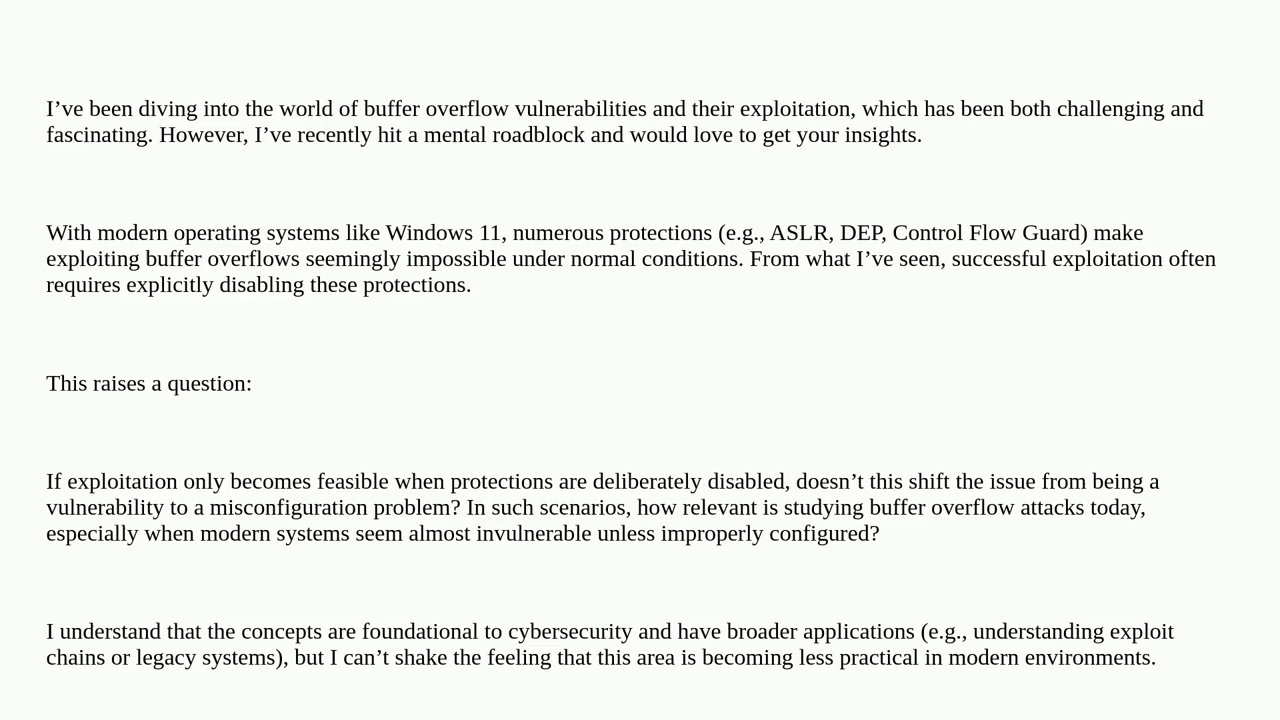 I’ve been diving into the world of buffer overflow vulnerabilities and their exploitation, which has been both challenging and
fascinating. However, I’ve recently hit a mental roadblock and would love to get your insights.
With modern operating systems like Windows 11, numerous protections (e.g., ASLR, DEP, Control Flow Guard) make
exploiting buffer overflows seemingly impossible under normal conditions. From what I’ve seen, successful exploitation often
requires explicitly disabling these protections.
This raises a question:
If exploitation only becomes feasible when protections are deliberately disabled, doesn’t this shift the issue from being a
vulnerability to a misconfiguration problem? In such scenarios, how relevant is studying buffer overflow attacks today,
especially when modern systems seem almost invulnerable unless improperly configured?
I understand that the concepts are foundational to cybersecurity and have broader applications (e.g., understanding exploit
chains or legacy systems), but I can’t shake the feeling that this area is becoming less practical in modern environments.